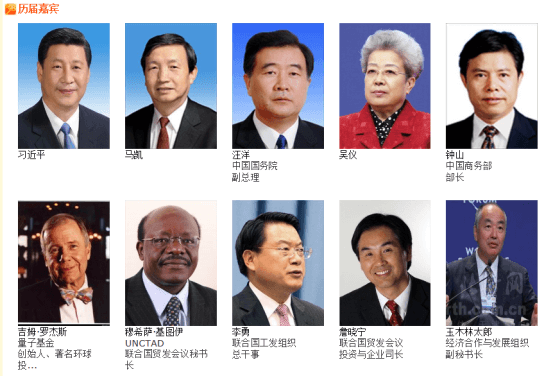 历届嘉宾
习近平
马凯
汪洋
中国国务院
副总理
吴仪
钟山
中国商务部
部长
吉姆·罗杰斯
量子基金
创始人、著名环球
投...
穆希萨·基图伊
UNCTAD
联合国贸发会议秘书
长
李勇
联合国工发组织
总干事
詹晓宁
联合国贸发会议
投资与企业司长
玉木林太郎
经济合作与发展组织
副秘书长